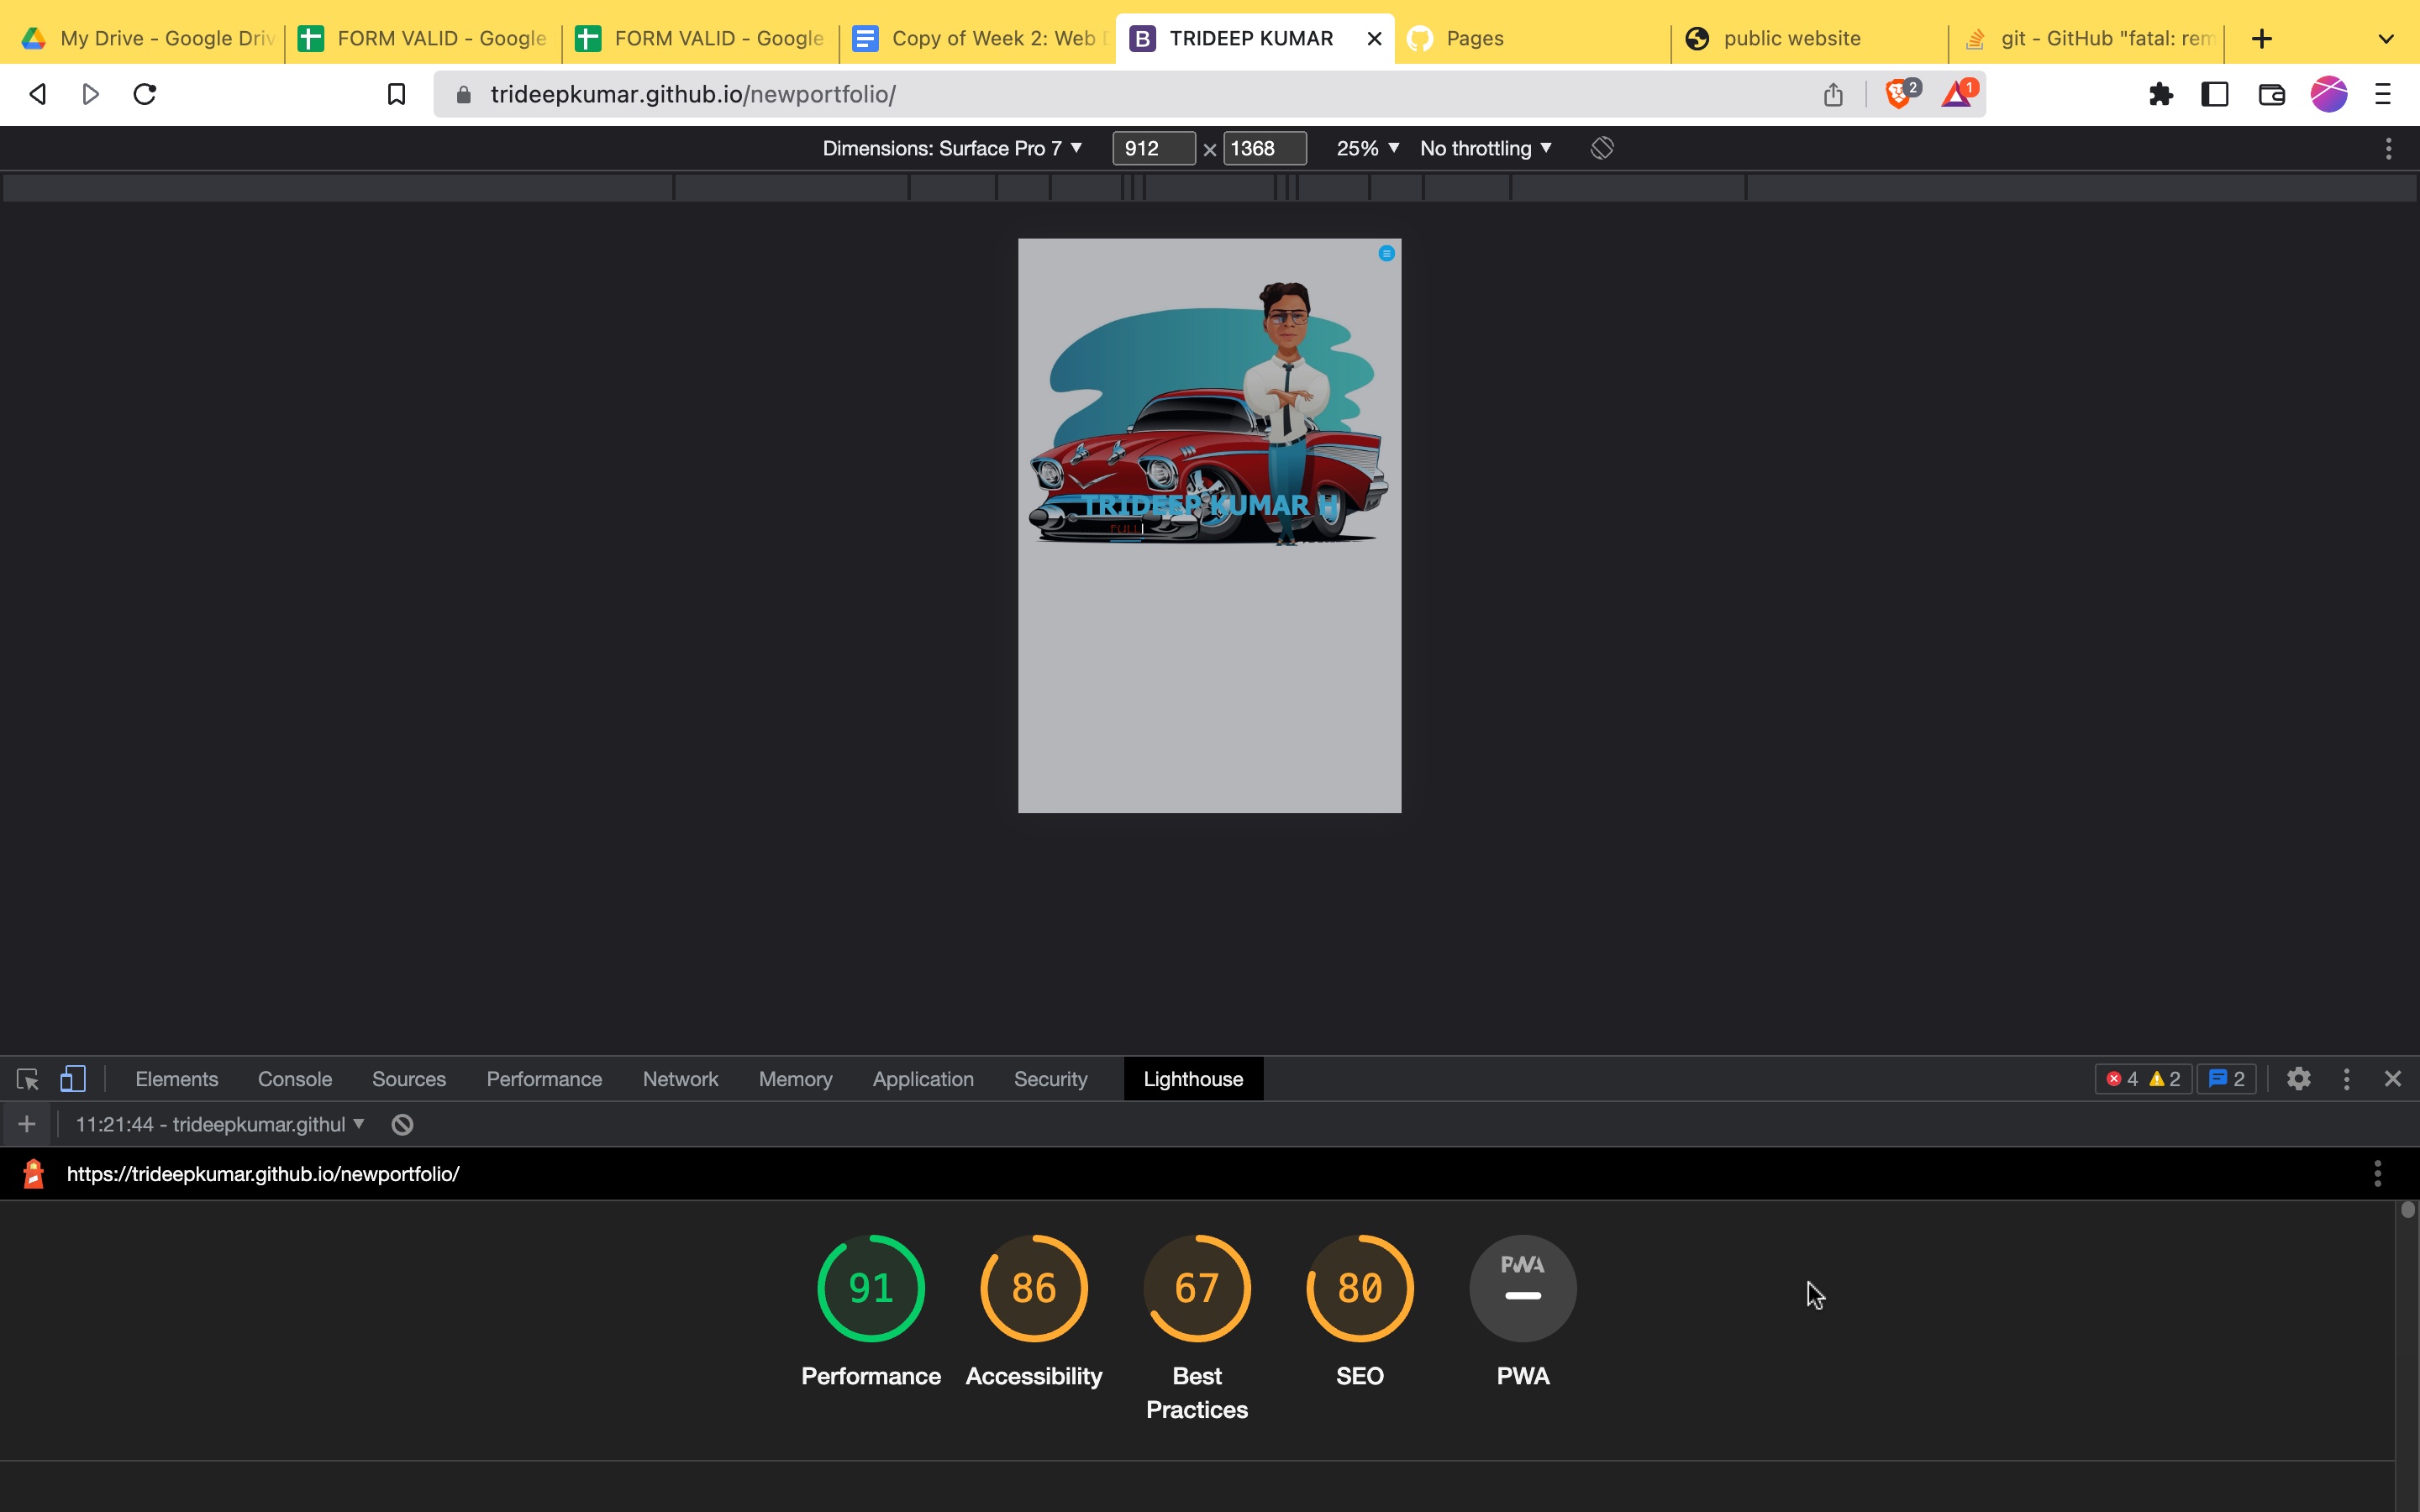 My Drive - Google Driv
FORM VALID - Google
FORM VALID - Google
Copy of Week 2: Web D
B
TRIDEEP KUMAR
Pages
public website
git - GitHub "fatal: rem
trideepkumar.github.io/newportfolio/
2
1
Dimensions: Surface Pro 7
912 × 1368
25%
No throttling
TRIDEEP KUMAR H
FULL
Elements
Console
Sources
Performance
Network
Memory
Application
Security
Lighthouse
4
2
2
11:21:44 - trideepkumar.githul
https://trideepkumar.github.io/newportfolio/
91
86
67
80
PWA
Performance
Accessibility
Best
Practices
SEO
PWA